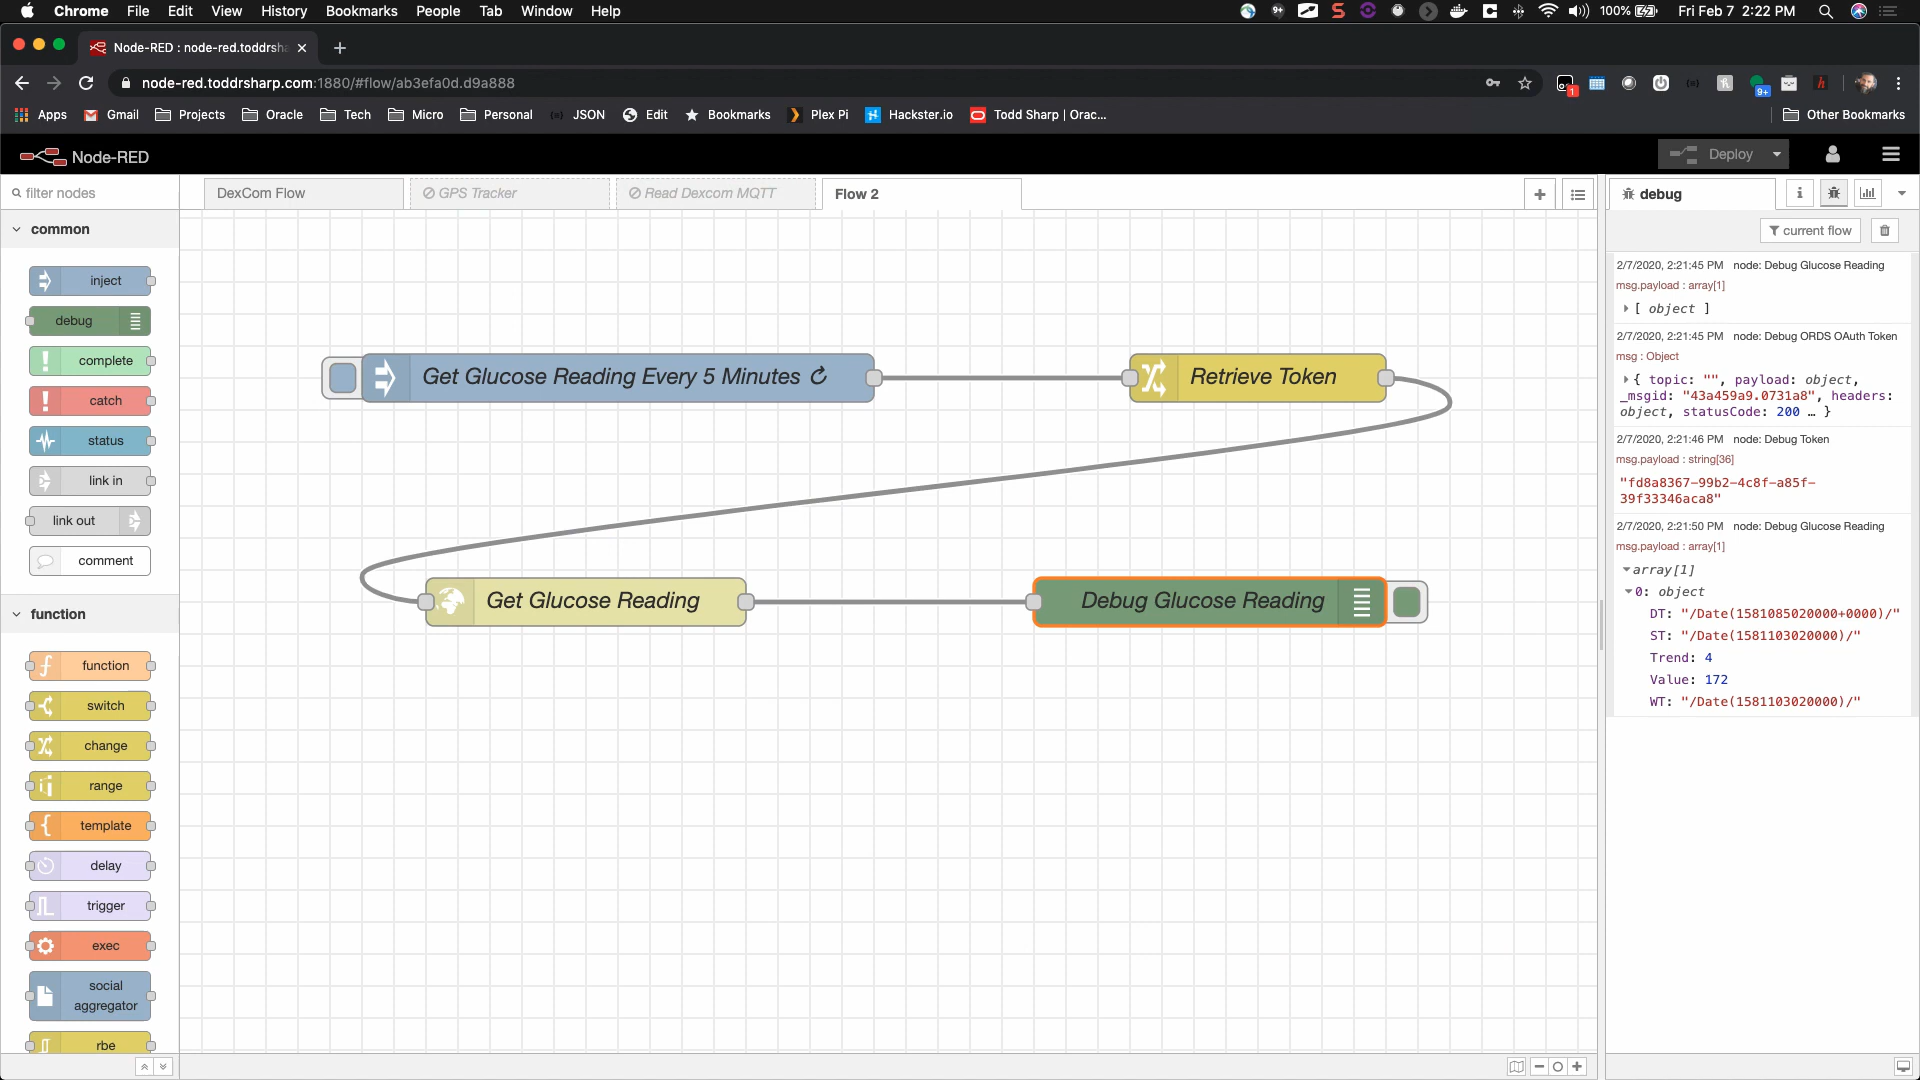 Chrome File Edit View History Bookmarks People Tab Window Help
9+
100%
Fri Feb 7 2:22 PM
Node-RED : node-red.toddrsha
node-red.toddrsharp.com:1880/#flow/ab3efa0d.d9a888
1
9+
Apps Gmail Projects Oracle Tech Micro Personal JSON Edit Bookmarks Plex Pi Hackster.io Todd Sharp | Orac... Other Bookmarks
Node-RED
Deploy
filter nodes
DexCom Flow
GPS Tracker
Read Dexcom MQTT
Flow 2
common
inject
debug
complete
catch
status
link in
link out
comment
function
function
switch
change
range
template
delay
trigger
exec
social
aggregator
rbe
Get Glucose Reading Every 5 Minutes ↻
Retrieve Token
Get Glucose Reading
Debug Glucose Reading
debug
current flow
2/7/2020, 2:21:45 PM node: Debug Glucose Reading
msg.payload : array[1]
[ object ]
2/7/2020, 2:21:45 PM node: Debug ORDS OAuth Token
msg : Object
{ topic: "", payload: object,
_msgid: "43a459a9.0731a8", headers:
object, statusCode: 200 … }
2/7/2020, 2:21:46 PM node: Debug Token
msg.payload : string[36]
"fd8a8367-99b2-4c8f-a85f-
39f33346aca8"
2/7/2020, 2:21:50 PM node: Debug Glucose Reading
msg.payload : array[1]
array[1]
0: object
DT: "/Date(1581085020000+0000)/"
ST: "/Date(1581103020000)/"
Trend: 4
Value: 172
WT: "/Date(1581103020000)/"